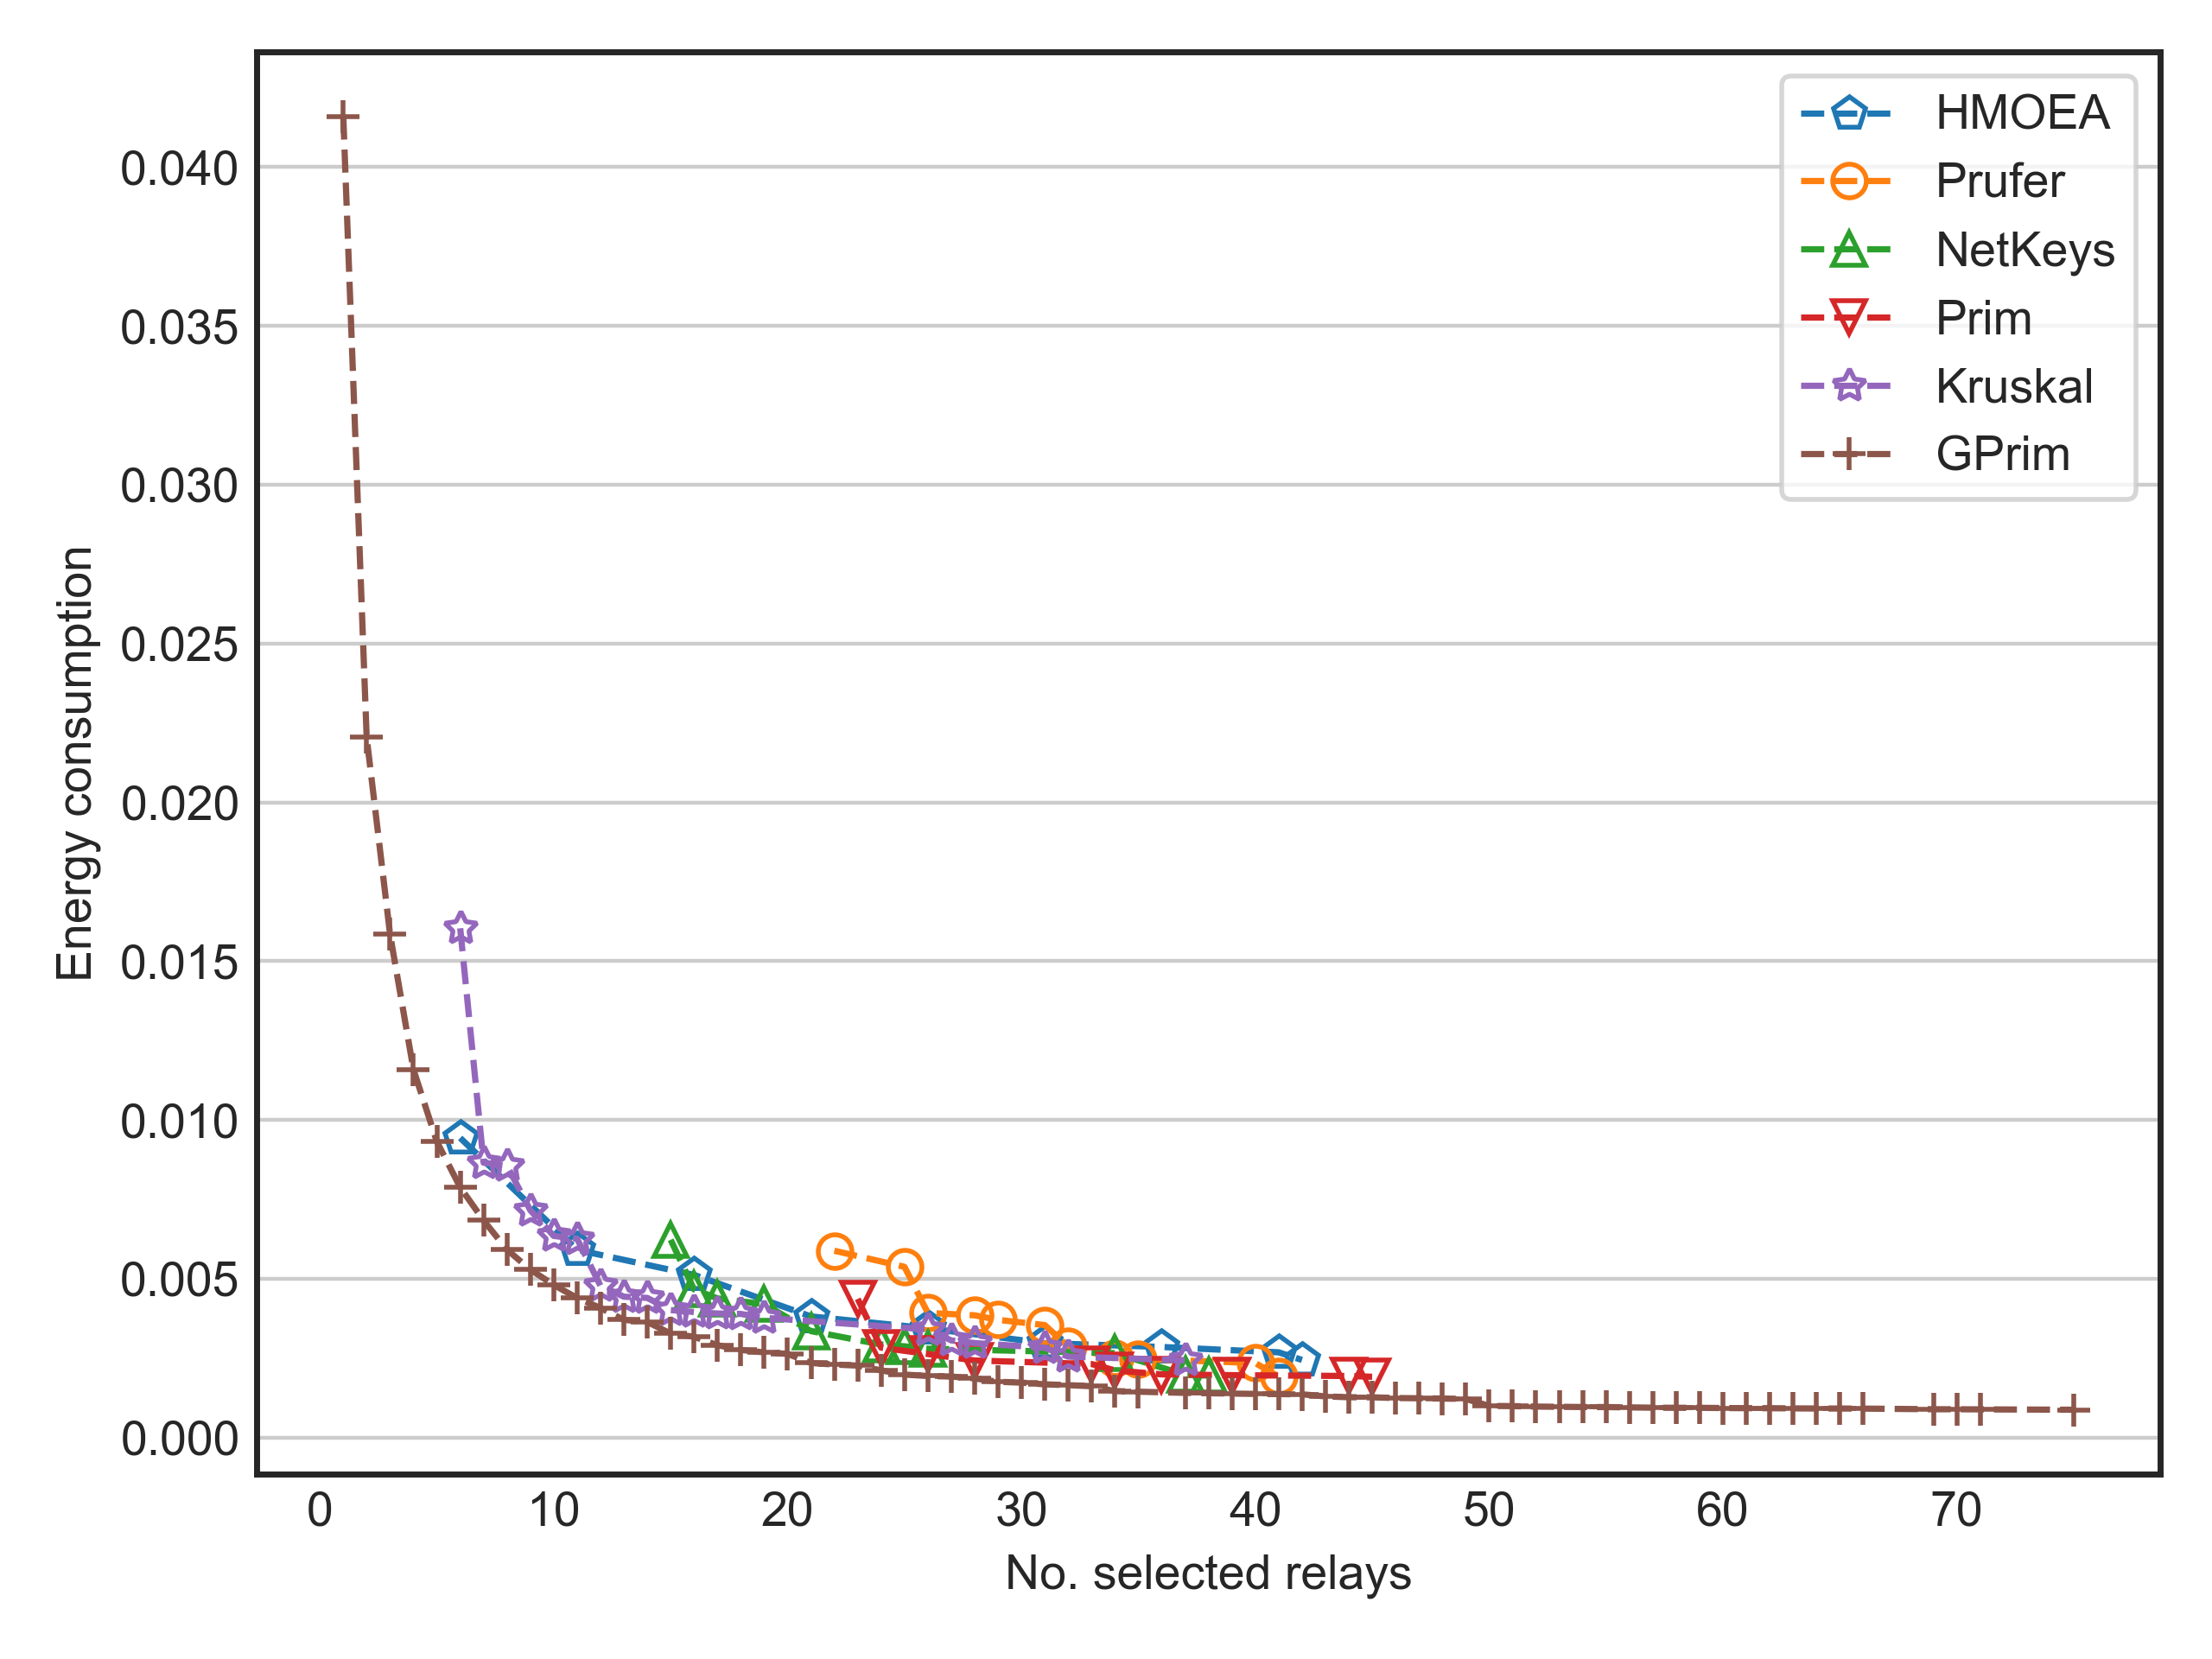 HMOEA
Prufer
NetKeys
Prim
Kruskal
GPrim
0.040
0.035
0.030
0.025
0.020
0.015
0.010
0.005
0.000
Energy consumption
0 10 20 30 40 50 60 70
No. selected relays